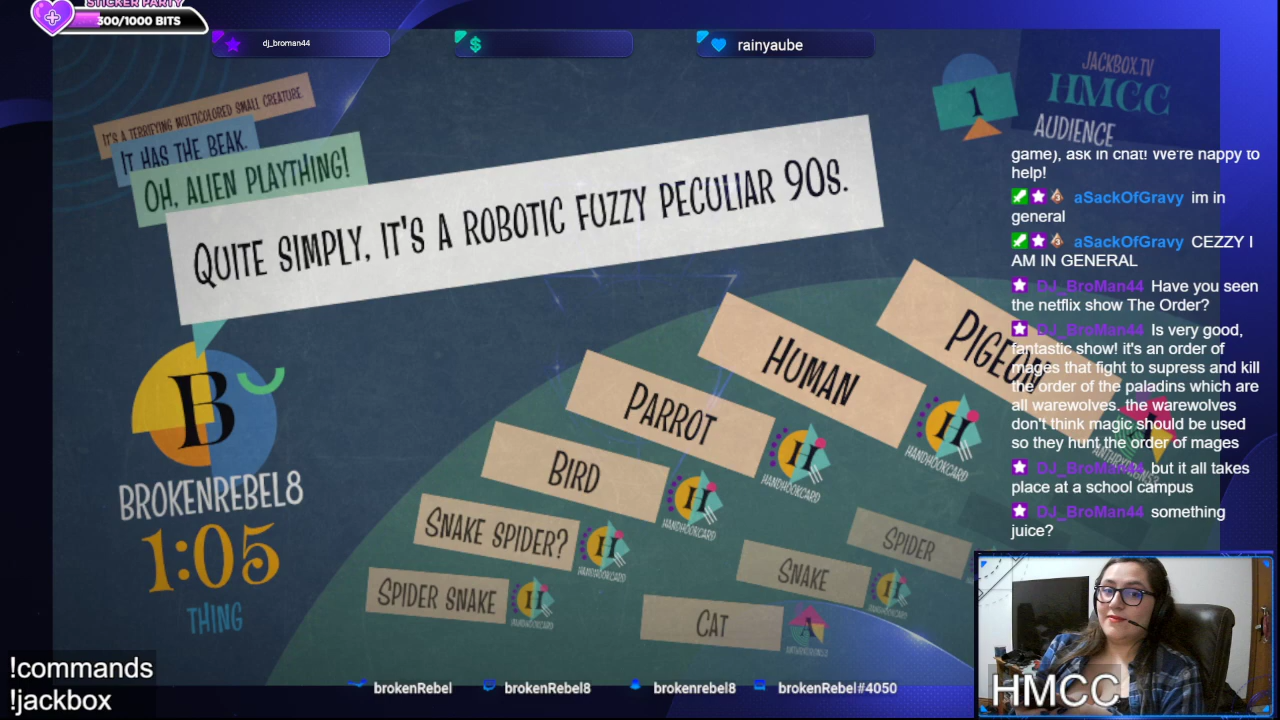 STICKER PARTY
300/1000 BITS
dj_broman44
$
rainyaube
IT'S A TERRIFYING MULTICOLORED SMALL CREATURE.
IT HAS THE BEAK.
OH, ALIEN PLAYTHING!
QUITE SIMPLY, IT'S A ROBOTIC FUZZY PECULIAR 90S.
1
JACKBOX.TV
HMCC
AUDIENCE
game), ask in chat! We're happy to
help!
aSackOfGravy im in
general
aSackOfGravy CEZZY I
AM IN GENERAL
DJ_BroMan44 Have you seen
the netflix show The Order?
DJ_BroMan44 Is very good,
fantastic show! it's an order of
mages that fight to supress and kill
the order of the paladins which are
all warewolves. the warewolves
don't think magic should be used
so they hunt the order of mages
DJ_BroMan44 but it all takes
place at a school campus
DJ_BroMan44 something
juice?
B
BROKENREBEL8
1:05
THING
PIGEON
HUMAN
H
HANDHOOKCARD
PARROT
H
HANDHOOKCARD
BIRD
H
HANDHOOKCARD
SNAKE SPIDER?
H
HANDHOOKCARD
SPIDER
SNAKE
H
HANDHOOKCARD
SPIDER SNAKE
H
HANDHOOKCARD
CAT
A
!commands
!jackbox
brokenRebel
brokenRebel8
brokenrebel8
brokenRebel#4050
HMCC